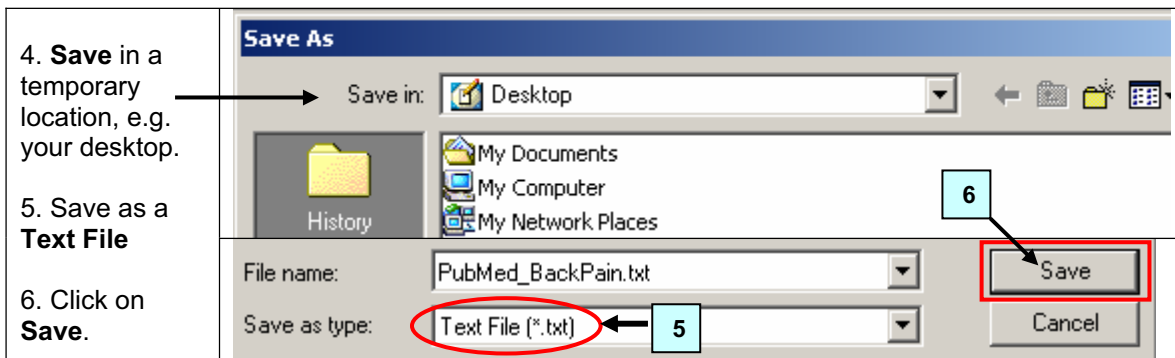 4. Save in a
temporary
location, e.g.
your desktop.
5. Save as a
Text File
6. Click on
Save.
Save As
Save in:
Desktop
History
My Documents
My Computer
My Network Places
6
File name:
PubMed_BackPain.txt
Save
Save as type:
Text File (*.txt)
5
Cancel